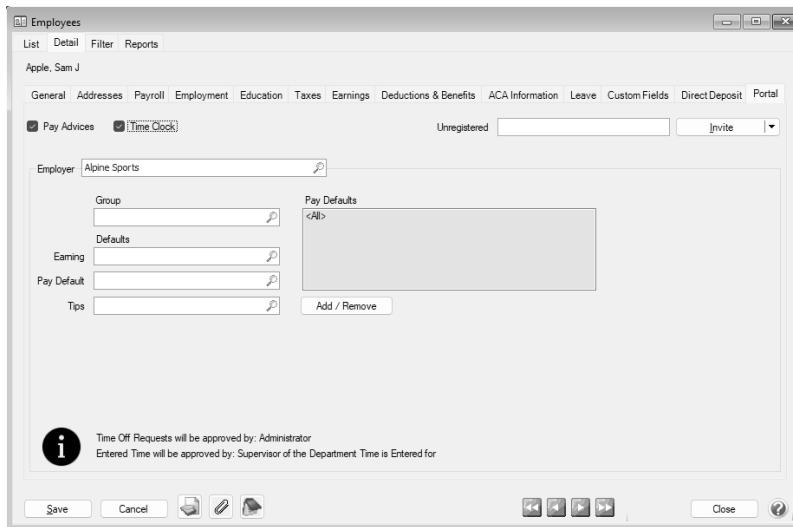 Employees
List Detail Filter Reports
Apple, Sam J
General Addresses Payroll Employment Education Taxes Earnings Deductions & Benefits ACA Information Leave Custom Fields Direct Deposit Portal
Pay Advices Time Clock Unregistered Invite
Employer Alpine Sports
Group Pay Defaults
<All>
Defaults
Earning
Pay Default
Tips Add / Remove
Time Off Requests will be approved by: Administrator
Entered Time will be approved by: Supervisor of the Department Time is Entered for
Save Cancel Close